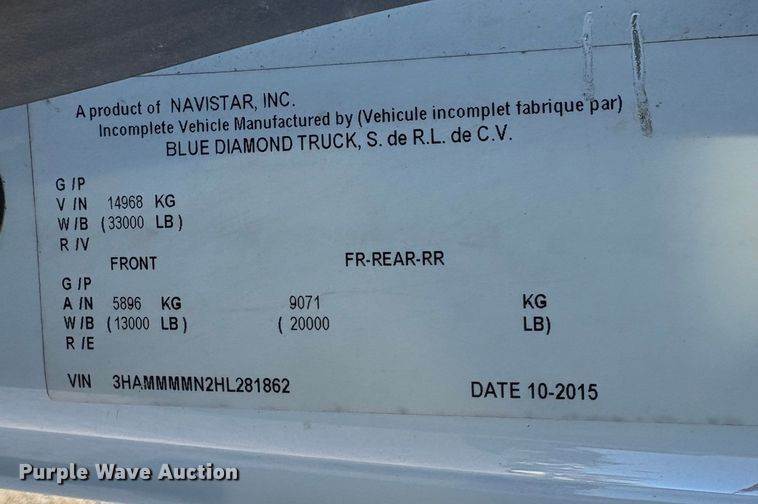 A product of NAVISTAR, INC.
Incomplete Vehicle Manufactured by (Vehicule incomplet fabrique par)
BLUE DIAMOND TRUCK, S. de R.L. de C.V.
G /P
V /N 14968 KG
W /B (33000 LB)
R /V
FRONT FR-REAR-RR
G /P
A /N 5896 KG 9071 KG
W /B (13000 LB) ( 20000 LB)
R /E
VIN 3HAMMMMN2HL281862 DATE 10-2015
Purple Wave Auction